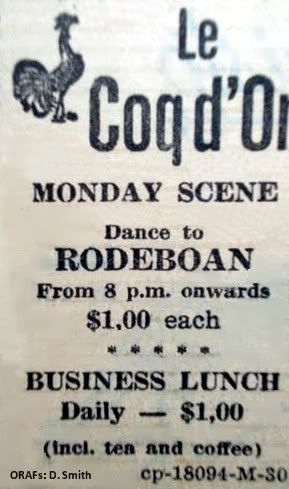 Le
Coq d'Or
MONDAY SCENE
Dance to
RODEBOAN
From 8 p.m. onwards
$1,00 each
* * * * *
BUSINESS LUNCH
Daily — $1,00
(incl. tea and coffee)
ORAFs: D. Smith
cp-18094-M-30